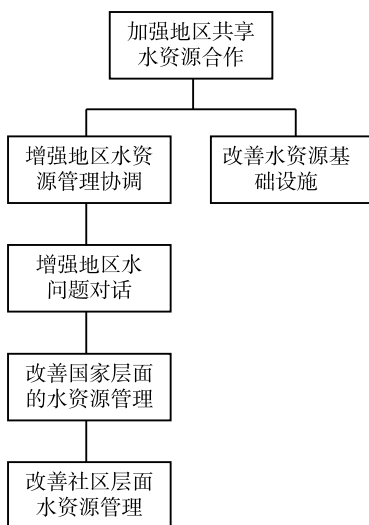 加强地区共享
水资源合作
增强地区水资
源管理协调
改善水资源基
础设施
增强地区水
问题对话
改善国家层面
的水资源管理
改善社区层面
水资源管理